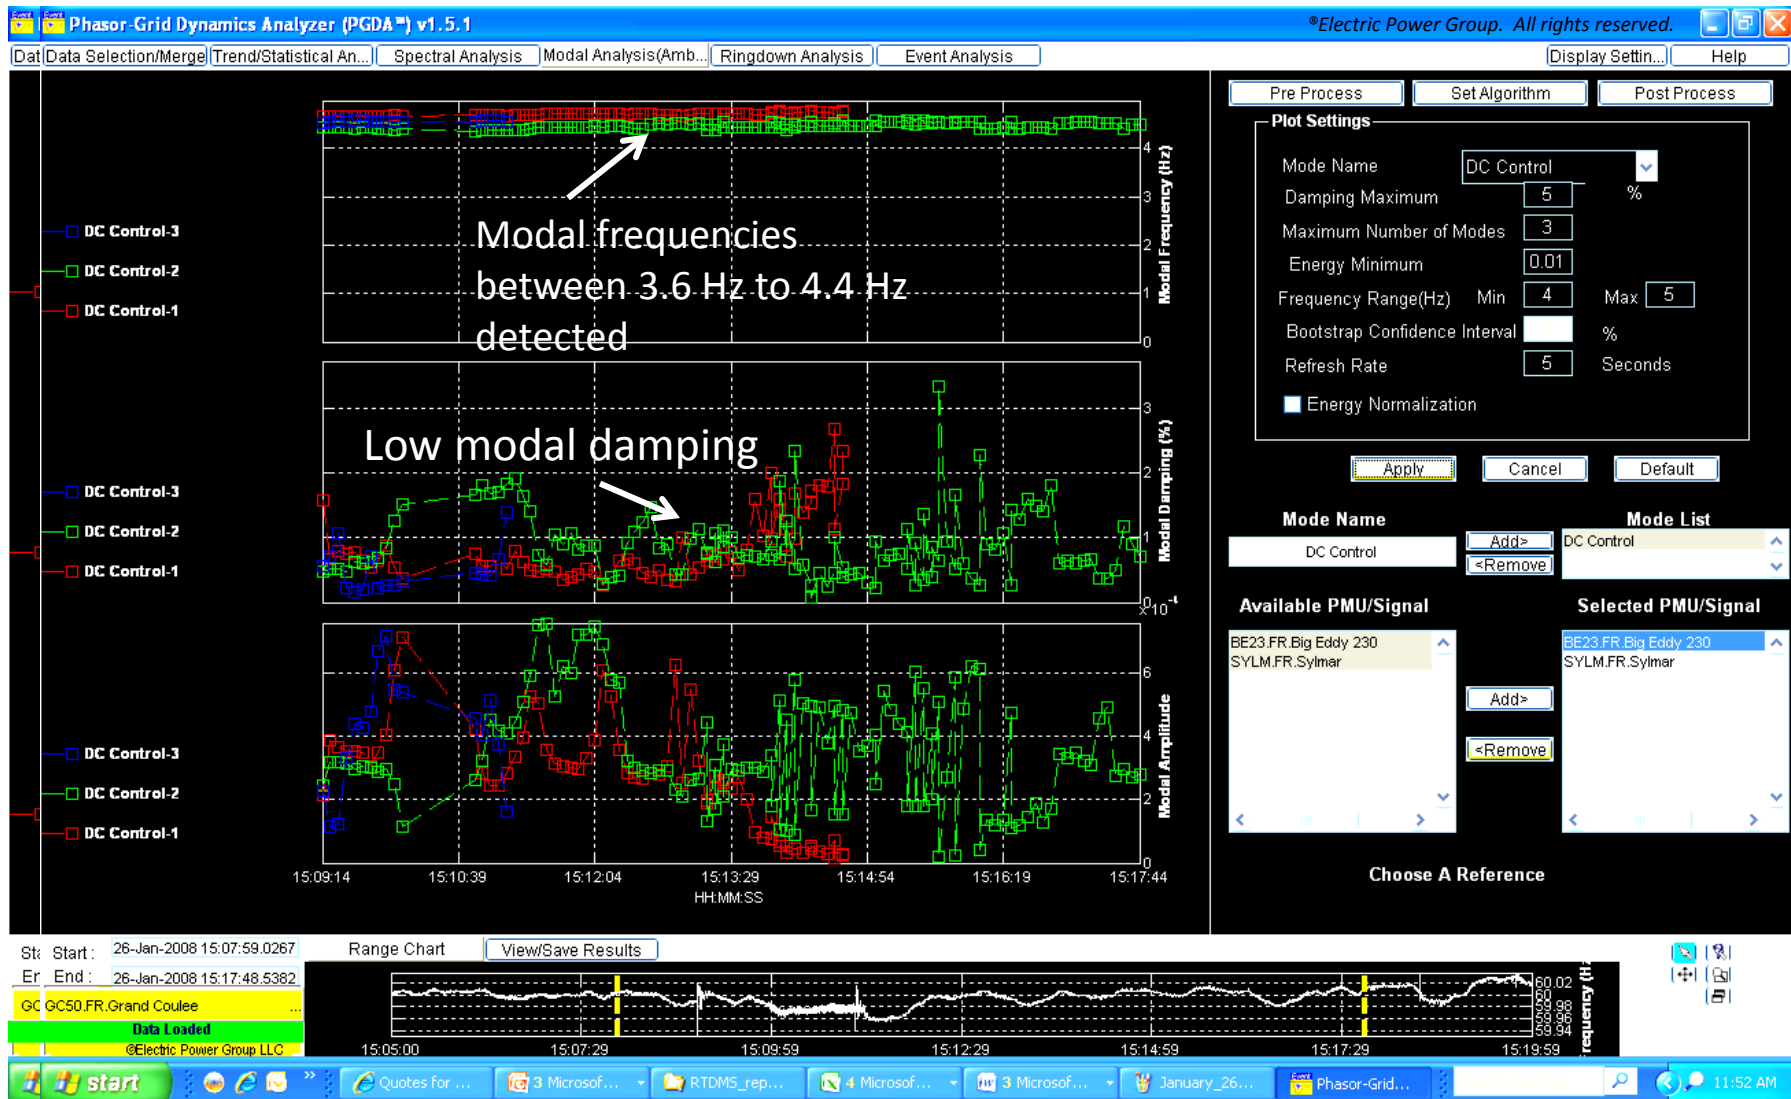 Phasor-Grid Dynamics Analyzer (PGDA™) v1.5.1
®Electric Power Group. All rights reserved.
Dat
Data Selection/Merge
Trend/Statistical An...
Spectral Analysis
Modal Analysis(Amb...
Ringdown Analysis
Event Analysis
Display Settin...
Help
4
3
2
1
0
Modal Frequency (Hz)
DC Control-3
DC Control-2
DC Control-1
Modal frequencies
between 3.6 Hz to 4.4 Hz
detected
3
2
1
0
Modal Damping (%)
DC Control-3
DC Control-2
DC Control-1
Low modal damping
x 10^-4
6
4
2
0
Modal Amplitude
DC Control-3
DC Control-2
DC Control-1
15:09:14
15:10:39
15:12:04
15:13:29
15:14:54
15:16:19
15:17:44
HH:MM:SS
Pre Process
Set Algorithm
Post Process
Plot Settings
Mode Name DC Control
Damping Maximum 5 %
Maximum Number of Modes 3
Energy Minimum 0.01
Frequency Range(Hz) Min 4 Max 5
Bootstrap Confidence Interval %
Refresh Rate 5 Seconds
Energy Normalization
Apply
Cancel
Default
Mode Name
Mode List
DC Control
Add>
<Remove
DC Control
Available PMU/Signal
Selected PMU/Signal
BE23.FR.Big Eddy 230
SYLM.FR.Sylmar
Add>
<Remove
BE23.FR.Big Eddy 230
SYLM.FR.Sylmar
Choose A Reference
Sta
Start : 26-Jan-2008 15:07:59.0267
Er
End : 26-Jan-2008 15:17:48.5382
GC
GC50.FR.Grand Coulee ...
Data Loaded
©Electric Power Group LLC
Range Chart
View/Save Results
60.02
60
59.98
59.96
59.94
15:05:00
15:07:29
15:09:59
15:12:29
15:14:59
15:17:29
15:19:59
start
Quotes for ...
3 Microsof...
RTDMS_rep...
4 Microsof...
3 Microsof...
January_26...
Phasor-Grid...
11:52 AM